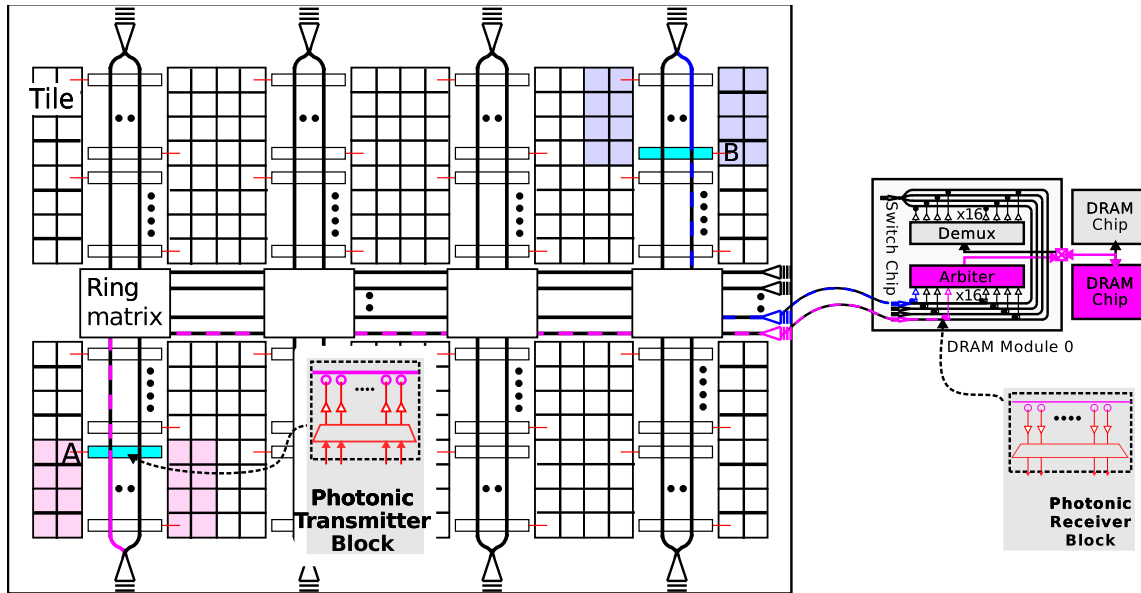 Tile
B
Ring
matrix
A
Photonic
Transmitter
Block
Switch Chip
x16
Demux
Arbiter
x16
DRAM
Chip
DRAM
Chip
DRAM Module 0
Photonic
Receiver
Block